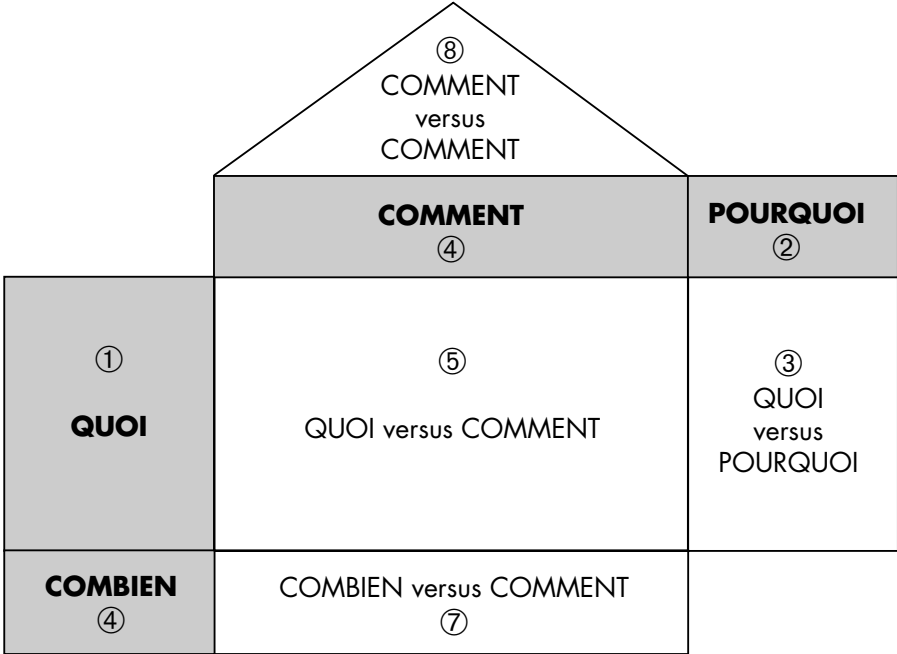 ⑧
COMMENT
versus
COMMENT
COMMENT
④
POURQUOI
②
①
QUOI
⑤
QUOI versus COMMENT
③
QUOI
versus
POURQUOI
COMBIEN
④
COMBIEN versus COMMENT
⑦